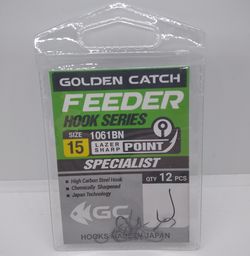 GOLDEN CATCH
FEEDER
HOOK SERIES
SIZE 1061BN
15 LAZER SHARP POINT
SPECIALIST
High Carbon Steel Hook
Chemically Sharpened
Japan Technology
QTY 12 PCS
GC
HOOKS MADE IN JAPAN